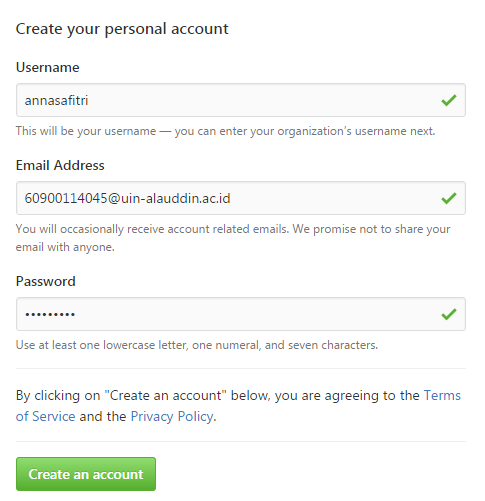 Create your personal account
Username
annasafitri
This will be your username — you can enter your organization's username next.
Email Address
60900114045@uin-alauddin.ac.id
You will occasionally receive account related emails. We promise not to share your
email with anyone.
Password
•••••••••
Use at least one lowercase letter, one numeral, and seven characters.
By clicking on "Create an account" below, you are agreeing to the Terms
of Service and the Privacy Policy.
Create an account